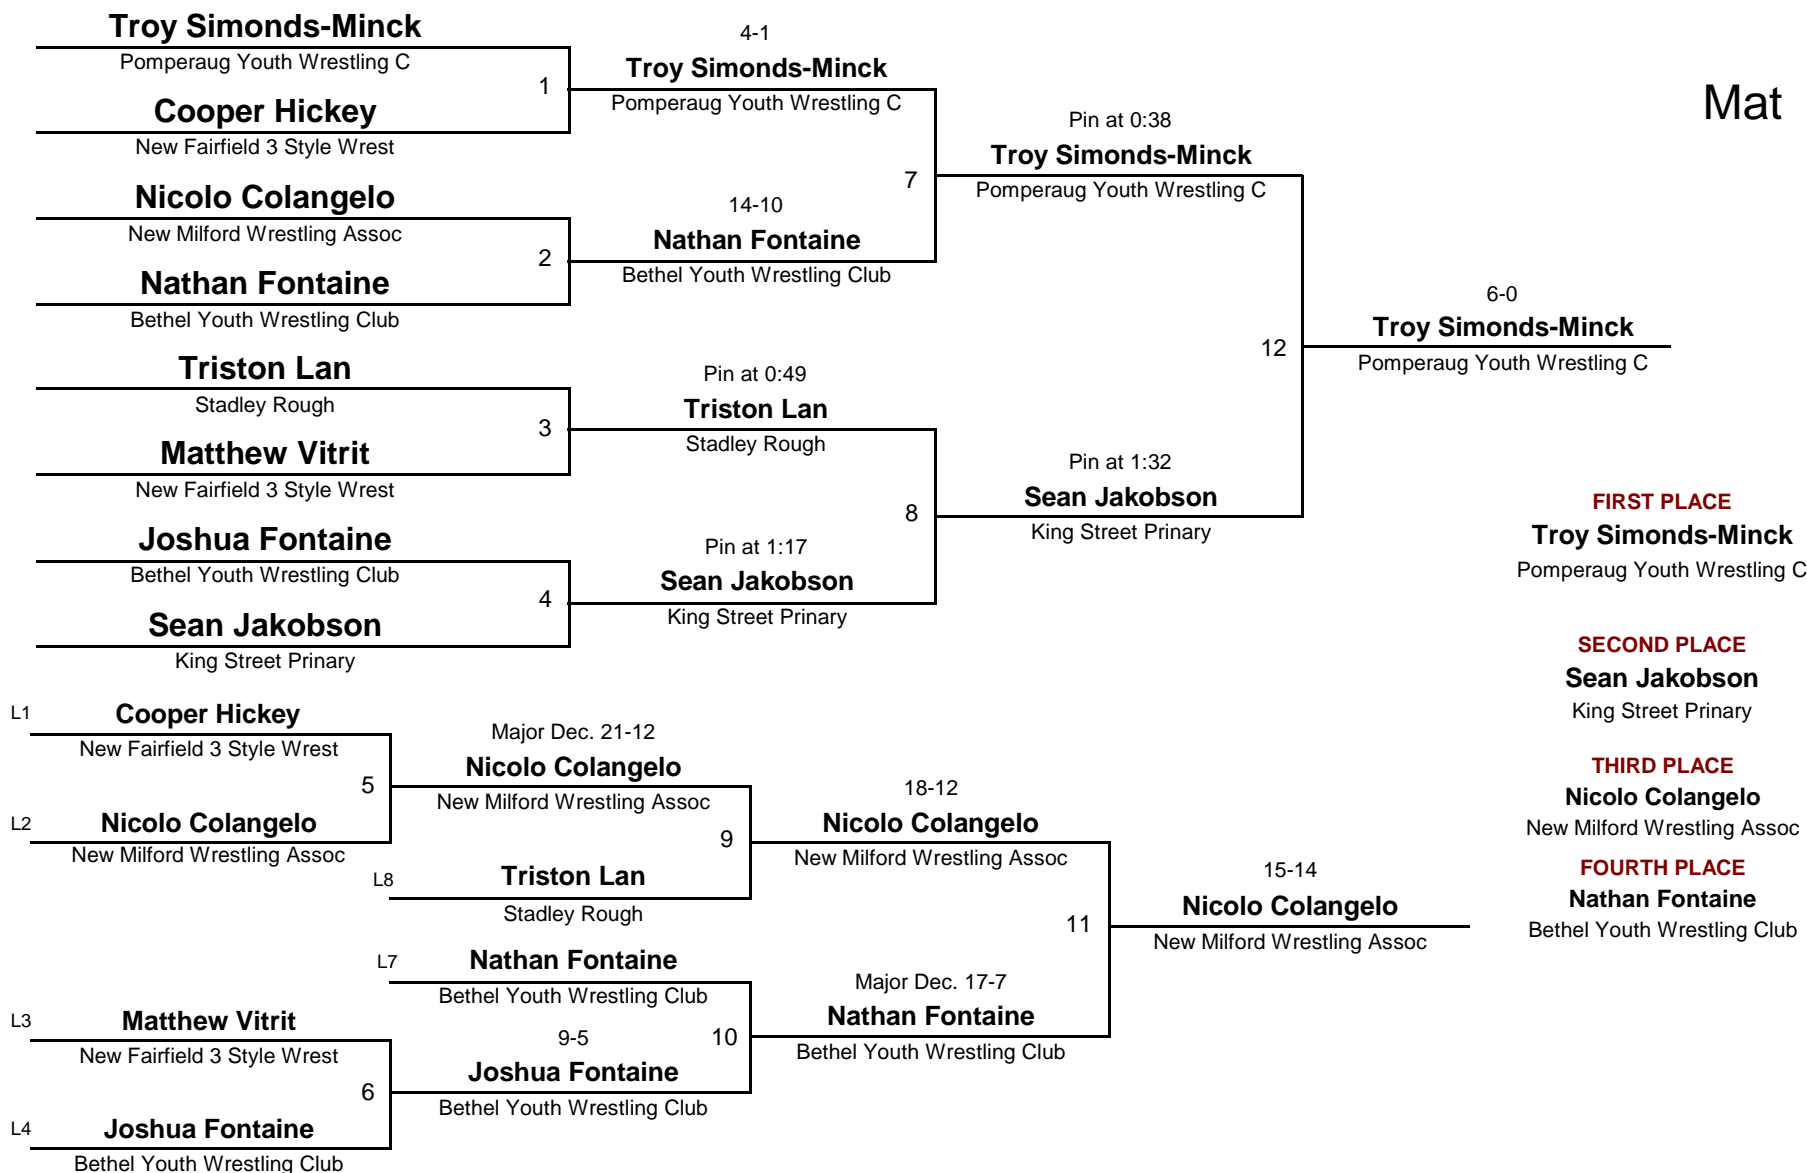 Troy Simonds-Minck
Pomperaug Youth Wrestling C
1
Cooper Hickey
New Fairfield 3 Style Wrest
Nicolo Colangelo
New Milford Wrestling Assoc
2
Nathan Fontaine
Bethel Youth Wrestling Club
Triston Lan
Stadley Rough
3
Matthew Vitrit
New Fairfield 3 Style Wrest
Joshua Fontaine
Bethel Youth Wrestling Club
4
Sean Jakobson
King Street Prinary
4-1
Troy Simonds-Minck
Pomperaug Youth Wrestling C
7
14-10
Nathan Fontaine
Bethel Youth Wrestling Club
Pin at 0:49
Triston Lan
Stadley Rough
8
Pin at 1:17
Sean Jakobson
King Street Prinary
Pin at 0:38
Troy Simonds-Minck
Pomperaug Youth Wrestling C
12
Pin at 1:32
Sean Jakobson
King Street Prinary
6-0
Troy Simonds-Minck
Pomperaug Youth Wrestling C
Mat
FIRST PLACE
Troy Simonds-Minck
Pomperaug Youth Wrestling C
SECOND PLACE
Sean Jakobson
King Street Prinary
THIRD PLACE
Nicolo Colangelo
New Milford Wrestling Assoc
FOURTH PLACE
Nathan Fontaine
Bethel Youth Wrestling Club
L1
Cooper Hickey
New Fairfield 3 Style Wrest
5
L2
Nicolo Colangelo
New Milford Wrestling Assoc
Major Dec. 21-12
Nicolo Colangelo
New Milford Wrestling Assoc
9
L8
Triston Lan
Stadley Rough
L7
Nathan Fontaine
Bethel Youth Wrestling Club
10
L3
Matthew Vitrit
New Fairfield 3 Style Wrest
6
L4
Joshua Fontaine
Bethel Youth Wrestling Club
9-5
Joshua Fontaine
Bethel Youth Wrestling Club
18-12
Nicolo Colangelo
New Milford Wrestling Assoc
11
Major Dec. 17-7
Nathan Fontaine
Bethel Youth Wrestling Club
15-14
Nicolo Colangelo
New Milford Wrestling Assoc